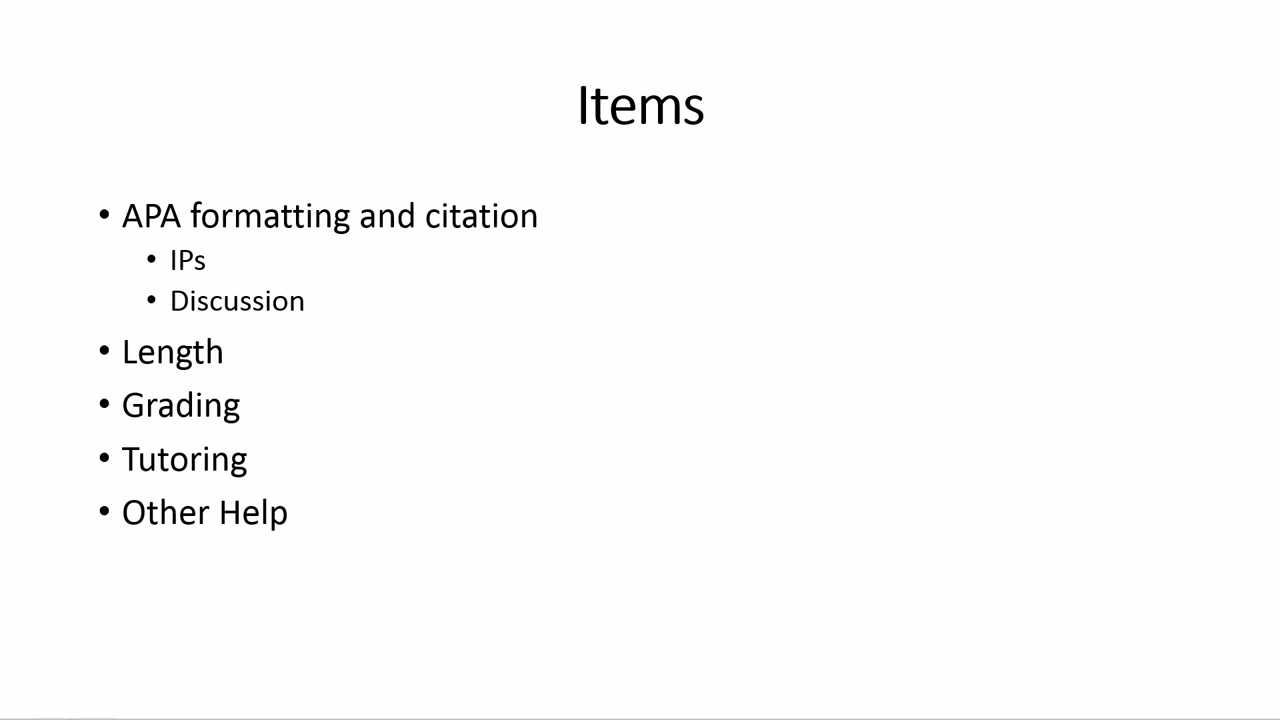 Items
• APA formatting and citation
• IPs
• Discussion
• Length
• Grading
• Tutoring
• Other Help